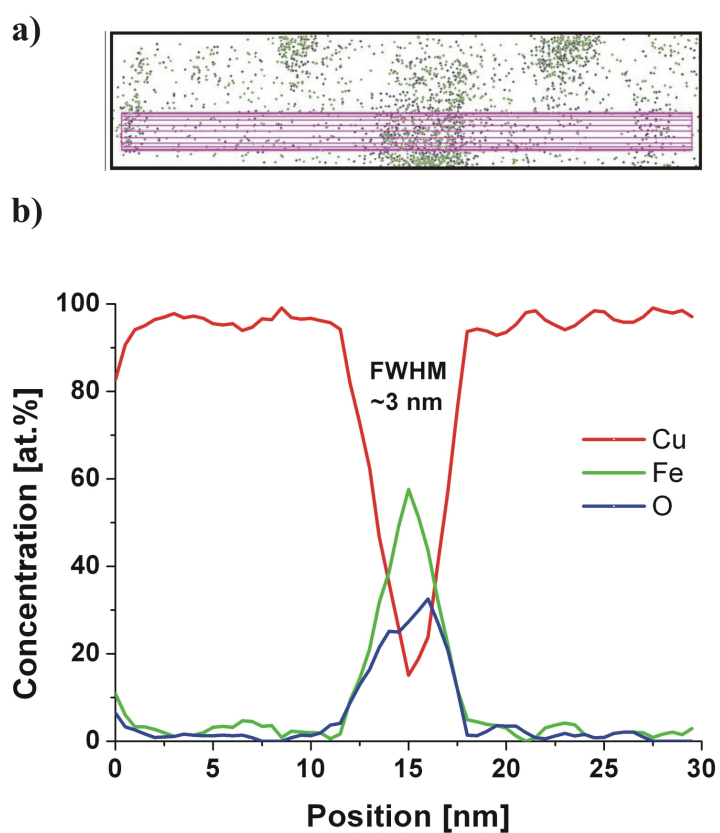 a)
b)
100
80
60
40
20
0
Concentration [at.%]
FWHM
~3 nm
Cu
Fe
O
0 5 10 15 20 25 30
Position [nm]